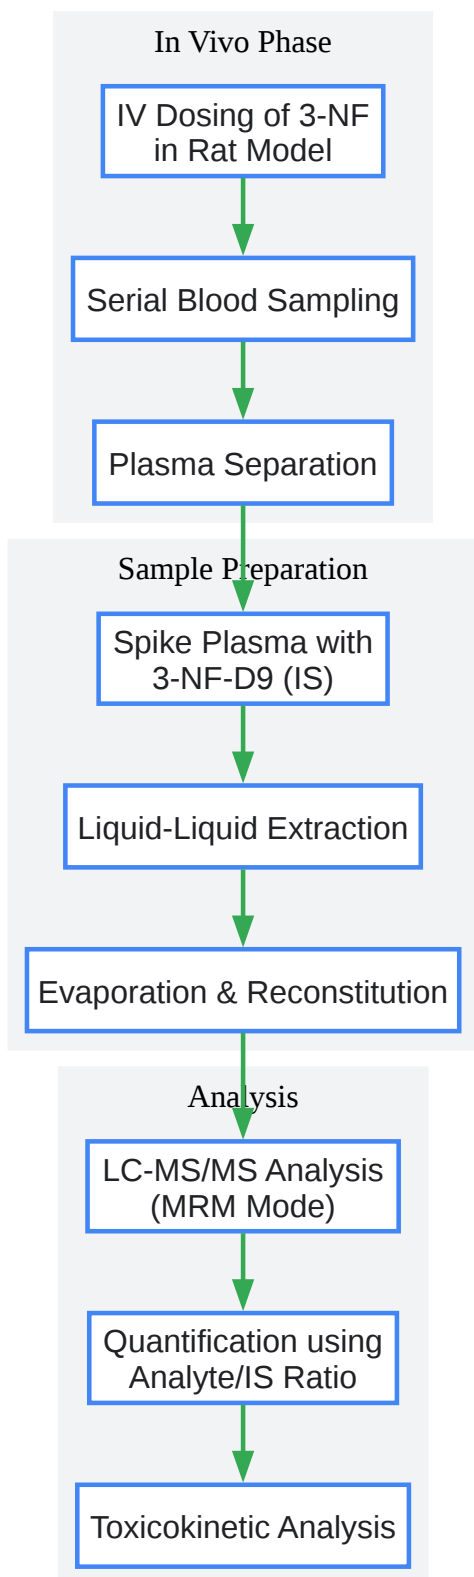 In Vivo Phase
IV Dosing of 3-NF
in Rat Model
Serial Blood Sampling
Plasma Separation
Sample Preparation
Spike Plasma with
3-NF-D9 (IS)
Liquid-Liquid Extraction
Evaporation & Reconstitution
Analysis
LC-MS/MS Analysis
(MRM Mode)
Quantification using
Analyte/IS Ratio
Toxicokinetic Analysis